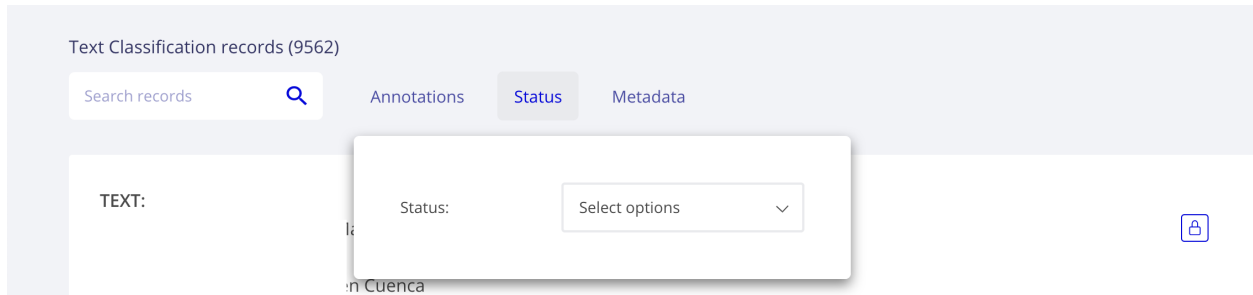 Text Classification records (9562)
Search records
Annotations
Status
Metadata
Status:
Select options
TEXT:
en Cuenca